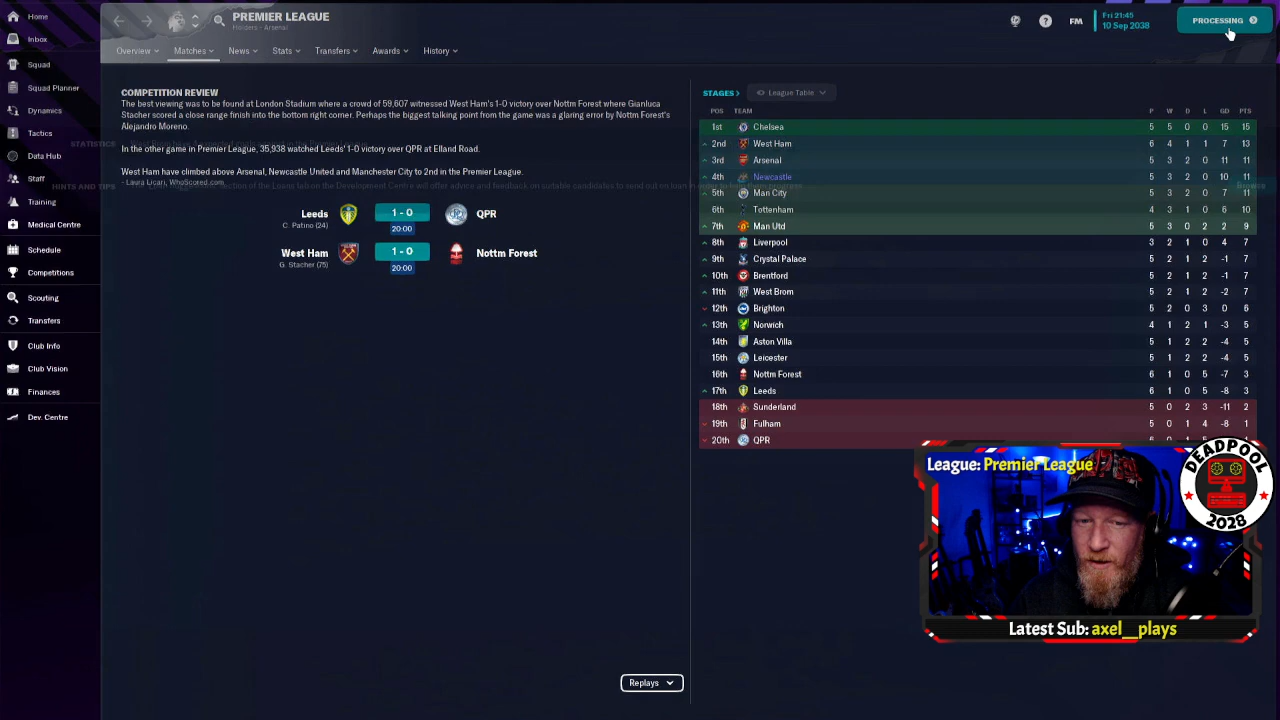 Home
Inbox
Squad
Squad Planner
Dynamics
Tactics
Data Hub
Staff
Training
Medical Centre
Schedule
Competitions
Scouting
Transfers
Club Info
Club Vision
Finances
Dev. Centre
PREMIER LEAGUE
Holders - Arsenal
FM
Fri 21:45
10 Sep 2038
PROCESSING
Overview Matches News Stats Transfers Awards History
COMPETITION REVIEW
The best viewing was to be found at London Stadium where a crowd of 59,607 witnessed West Ham's 1-0 victory over Nottm Forest where Gianluca
Stacher scored a close range finish into the bottom right corner. Perhaps the biggest talking point from the game was a glaring error by Nottm Forest's
Alejandro Moreno.
STATISTICS
In the other game in Premier League, 35,938 watched Leeds' 1-0 victory over QPR at Elland Road.
West Ham have climbed above Arsenal, Newcastle United and Manchester City to 2nd in the Premier League.
- Laura Licari, WhoScored.com
HINTS AND TIPS
Browse
Leeds 1 - 0 QPR
C. Patino (24) 20:00
West Ham 1 - 0 Nottm Forest
G. Stacher (75) 20:00
Replays
STAGES > League Table
POS TEAM P W D L GD PTS
1st Chelsea 5 5 0 0 15 15
2nd West Ham 6 4 1 1 7 13
3rd Arsenal 5 3 2 0 11 11
4th Newcastle 5 3 2 0 10 11
5th Man City 5 3 2 0 7 11
6th Tottenham 4 3 1 0 6 10
7th Man Utd 5 3 0 2 2 9
8th Liverpool 3 2 1 0 4 7
9th Crystal Palace 5 2 1 2 -1 7
10th Brentford 5 2 1 2 -1 7
11th West Brom 5 2 1 2 -2 7
12th Brighton 5 2 0 3 0 6
13th Norwich 4 1 2 1 -3 5
14th Aston Villa 5 1 2 2 -4 5
15th Leicester 5 1 2 2 -4 5
16th Nottm Forest 6 1 0 5 -7 3
17th Leeds 6 1 0 5 -8 3
18th Sunderland 5 0 2 3 -11 2
19th Fulham 5 0 1 4 -8 1
20th QPR
League: Premier League
DEADPOOL
2028
Latest Sub: axel__plays